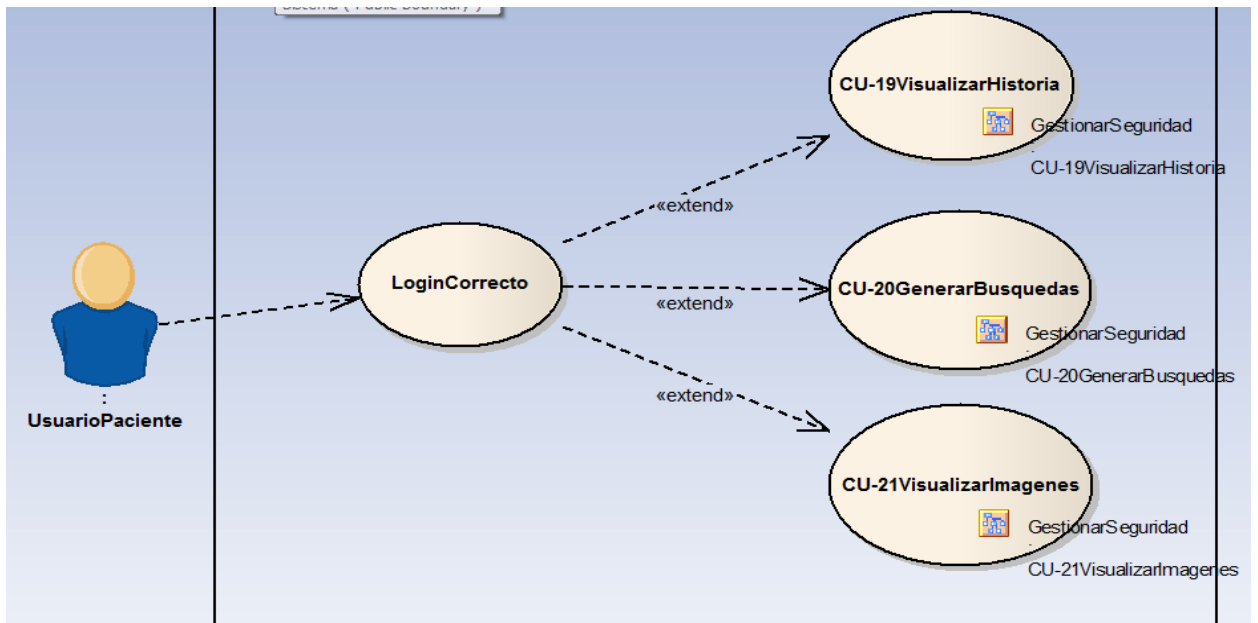 CU-19VisualizarHistoria
GestionarSeguridad
:
CU-19VisualizarHistoria
«extend»
LoginCorrecto
CU-20GenerarBusquedas
«extend»
GestionarSeguridad
:
CU-20GenerarBusquedas
«extend»
:
UsuarioPaciente
CU-21VisualizarImagenes
GestionarSeguridad
:
CU-21VisualizarImagenes